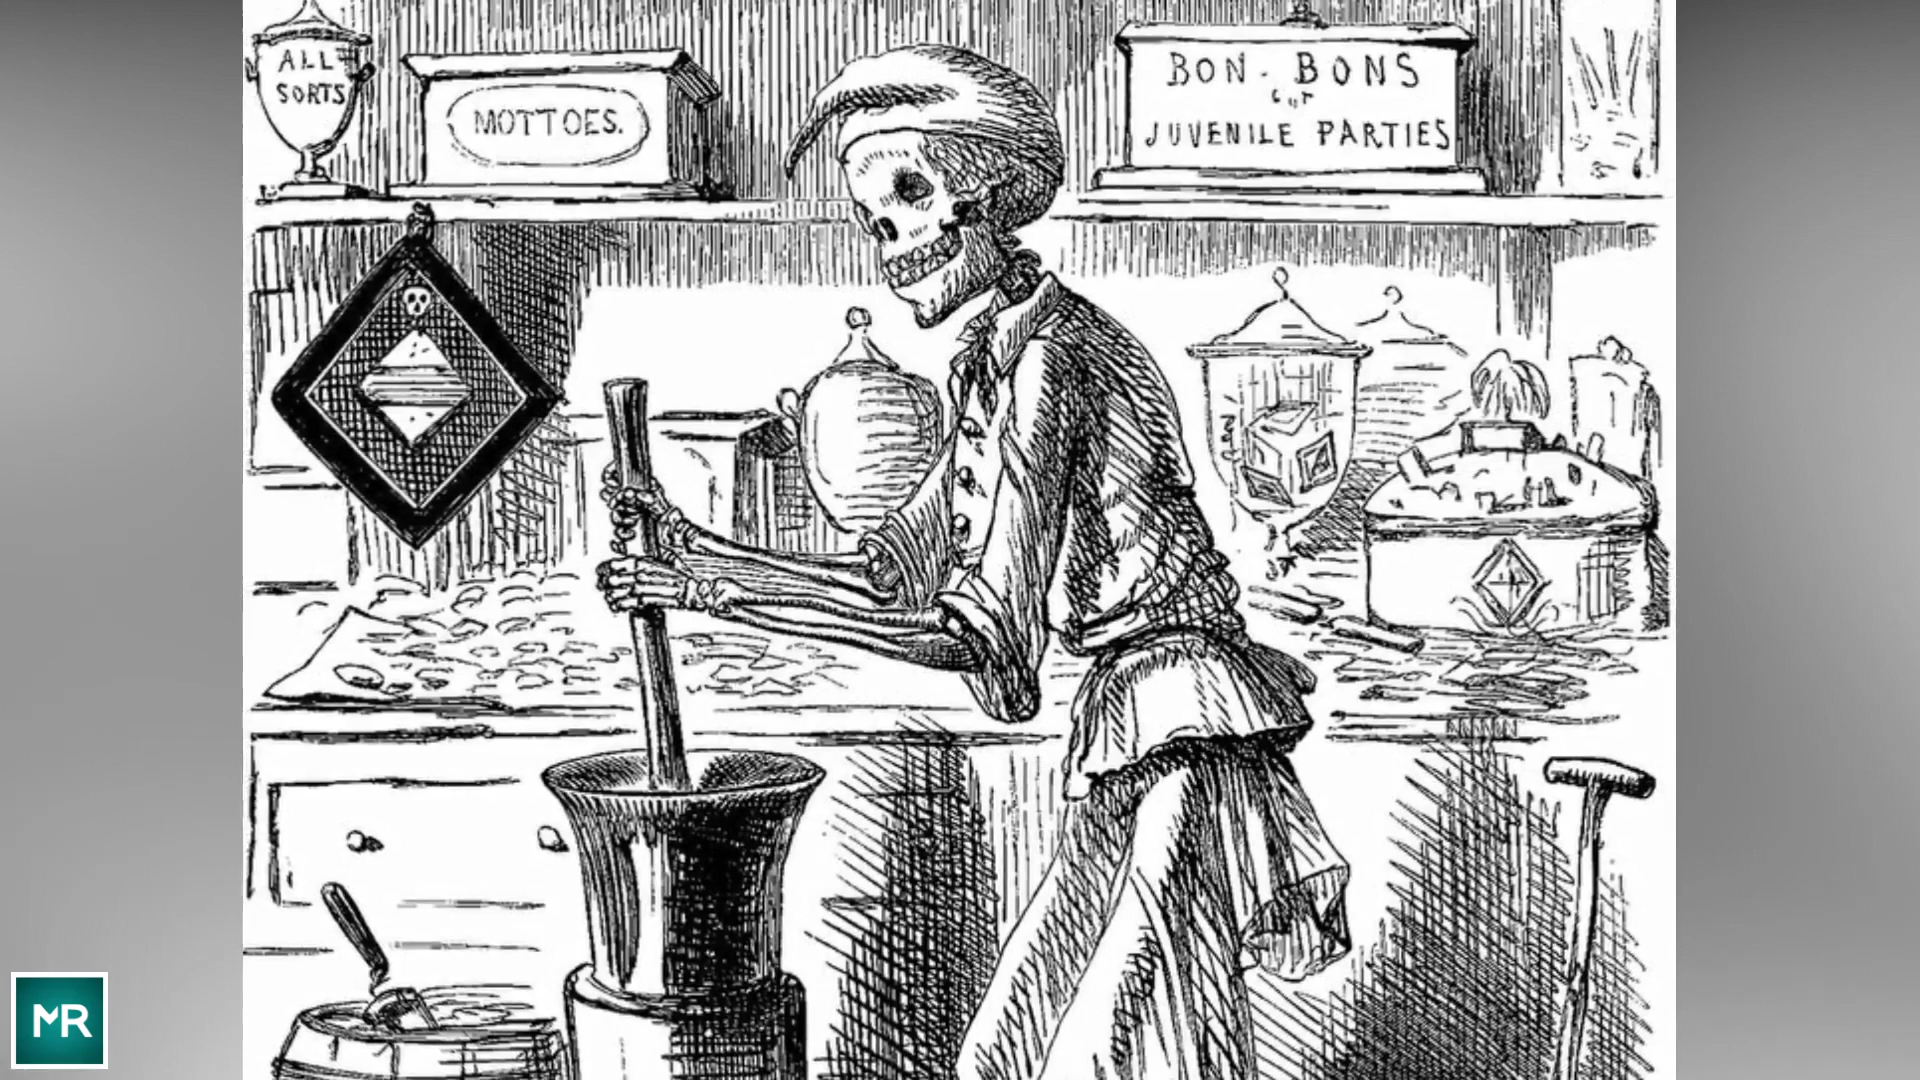 ALL
SORTS
MOTTOES.
BON-BONS
JUVENILE PARTIES
MR